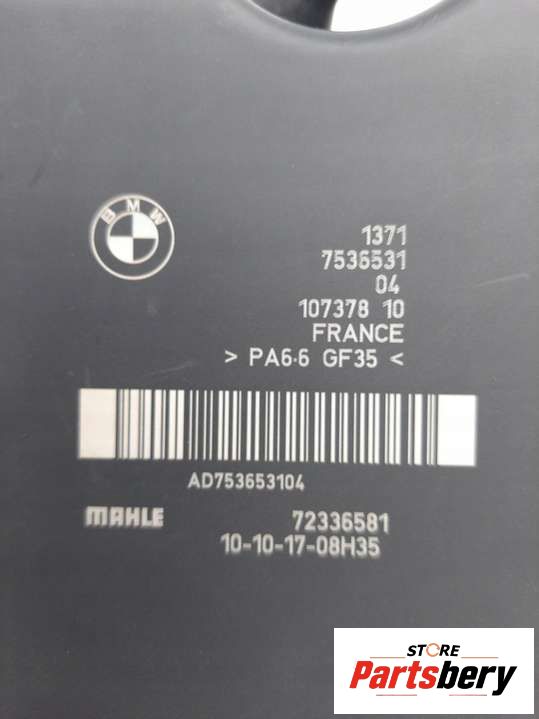 BMW
1371
7536531
04
107378 10
FRANCE
> PA6·6 GF35 <
AD753653104
MAHLE 72336581
10-10-17-08H35
STORE
Partsbery